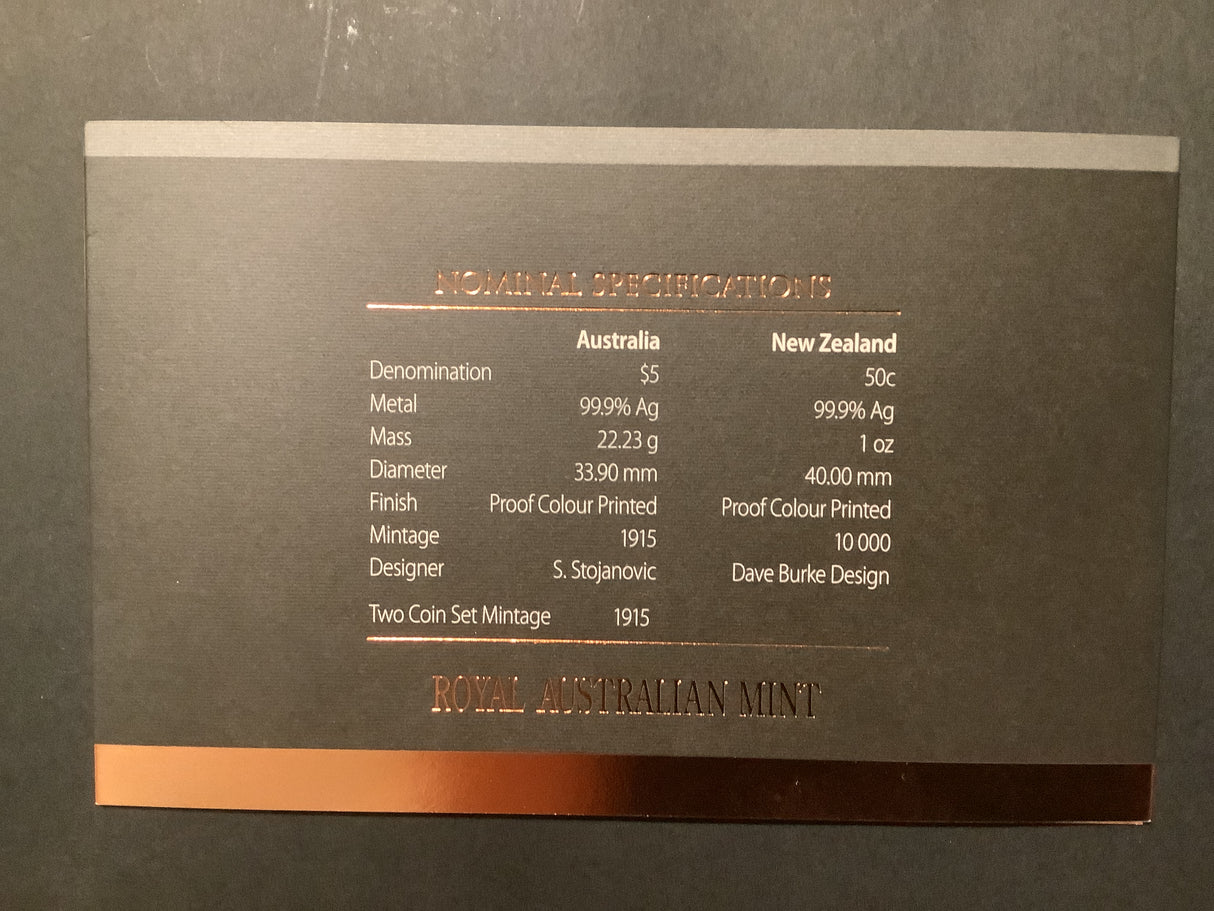 NOMINAL SPECIFICATIONS
Australia New Zealand
Denomination $5 50c
Metal 99.9% Ag 99.9% Ag
Mass 22.23 g 1 oz
Diameter 33.90 mm 40.00 mm
Finish Proof Colour Printed Proof Colour Printed
Mintage 1915 10 000
Designer S. Stojanovic Dave Burke Design
Two Coin Set Mintage 1915
ROYAL AUSTRALIAN MINT